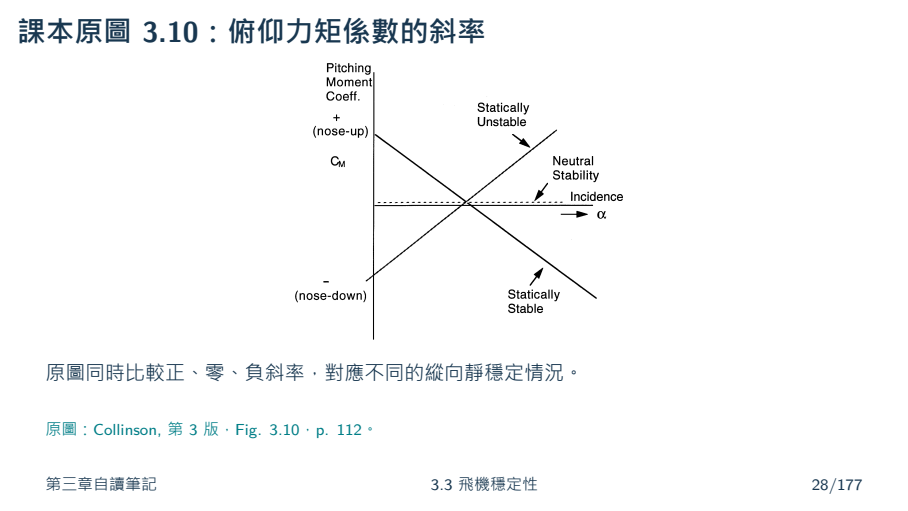 課本原圖 3.10：俯仰力矩係數的斜率
Pitching
Moment
Coeff.
+
(nose-up)
CM
Statically
Unstable
Neutral
Stability
Incidence
α
−
(nose-down)
Statically
Stable
原圖同時比較正、零、負斜率，對應不同的縱向靜穩定情況。
原圖：Collinson, 第 3 版，Fig. 3.10，p. 112。
第三章自讀筆記
3.3 飛機穩定性
28/177